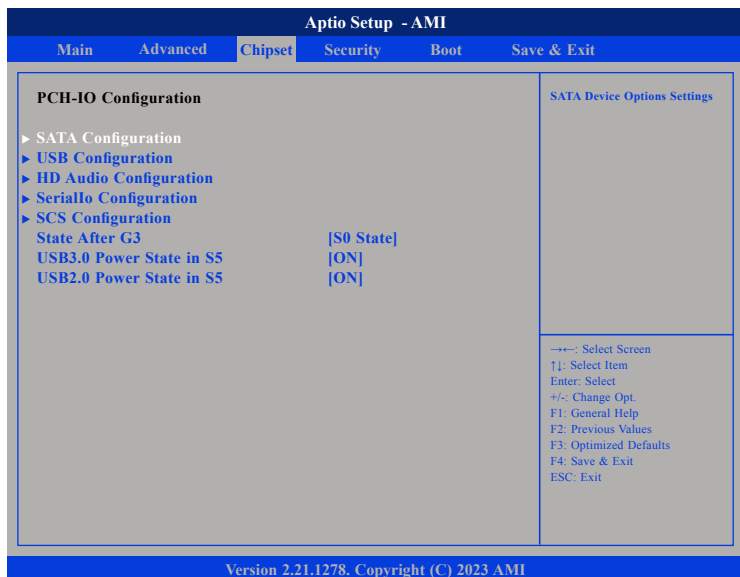 Aptio Setup - AMI
Main Advanced Chipset Security Boot Save & Exit
PCH-IO Configuration
► SATA Configuration
► USB Configuration
► HD Audio Configuration
► SerialIo Configuration
► SCS Configuration
State After G3 [S0 State]
USB3.0 Power State in S5 [ON]
USB2.0 Power State in S5 [ON]
SATA Device Options Settings
→←: Select Screen
↑↓: Select Item
Enter: Select
+/-: Change Opt.
F1: General Help
F2: Previous Values
F3: Optimized Defaults
F4: Save & Exit
ESC: Exit
Version 2.21.1278. Copyright (C) 2023 AMI